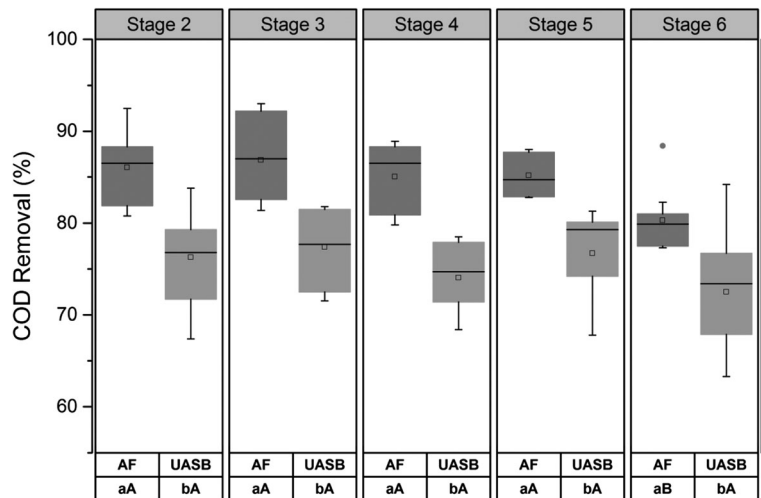 Stage 2 Stage 3 Stage 4 Stage 5 Stage 6
100
90
80
70
60
COD Removal (%)
AF UASB AF UASB AF UASB AF UASB AF UASB
aA bA aA bA aA bA aA bA aB bA